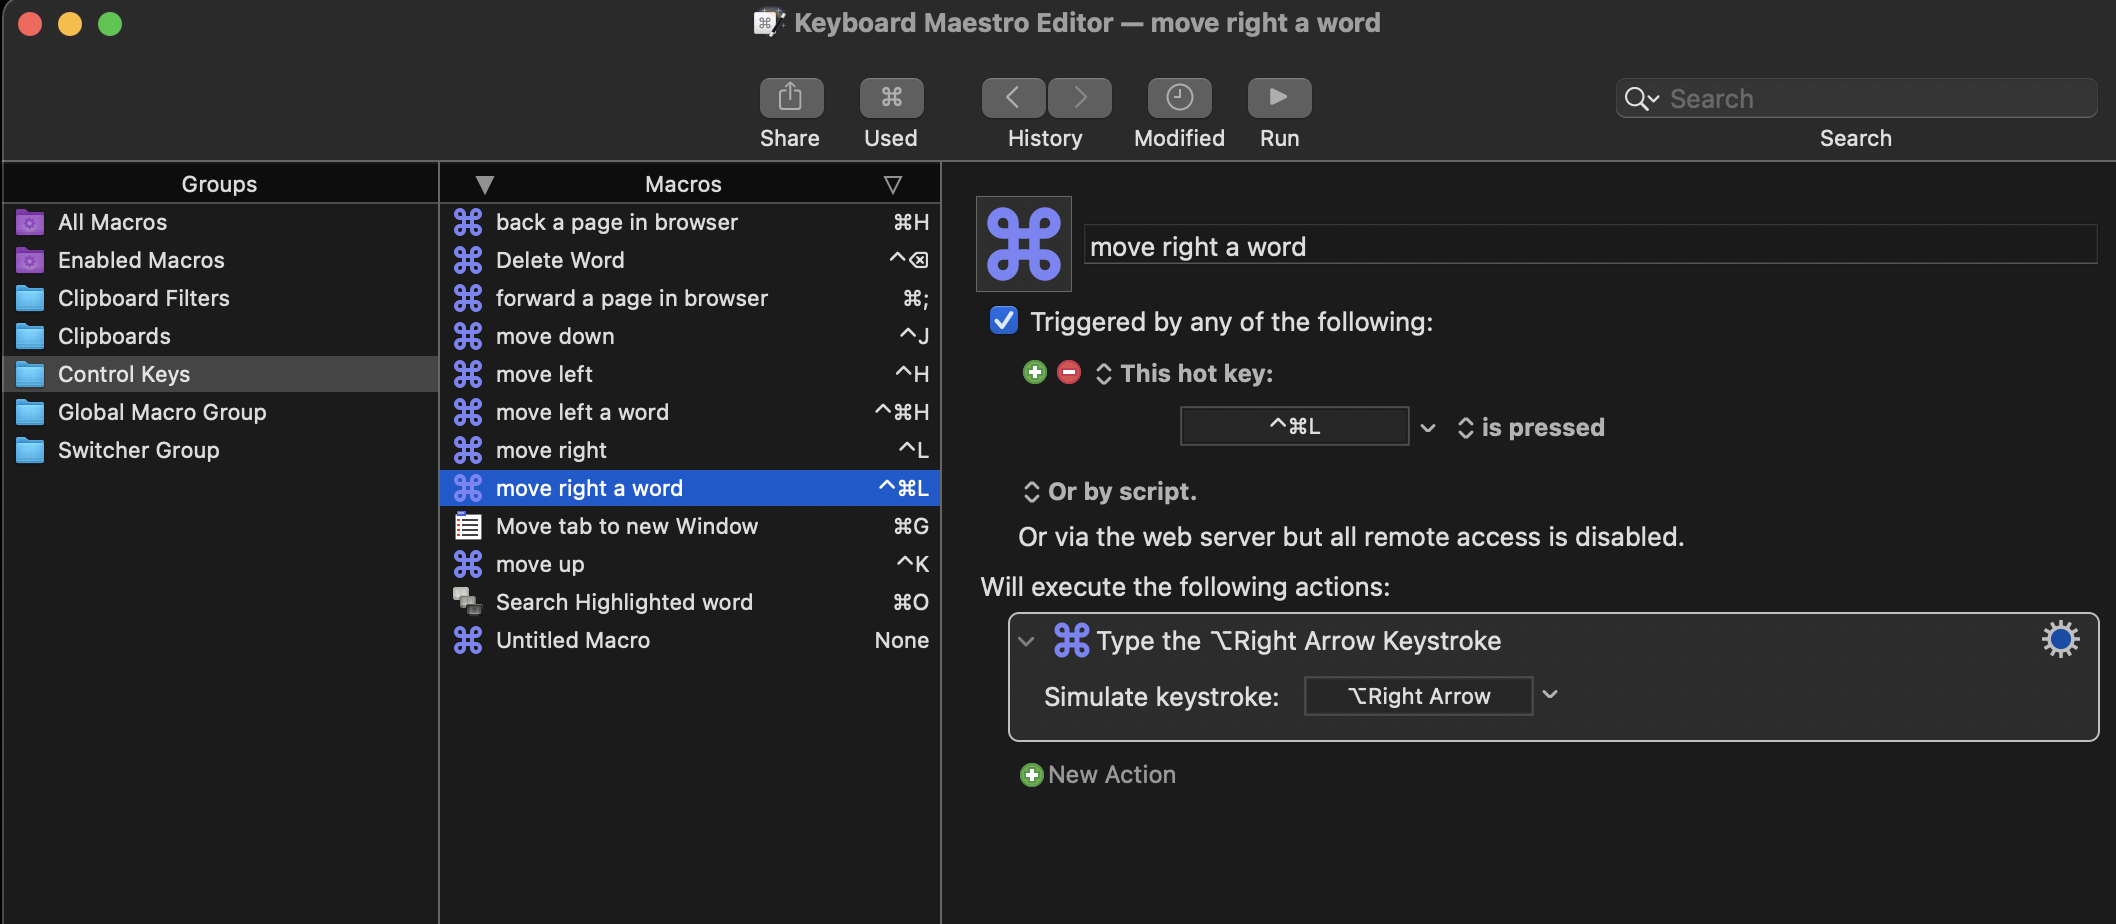 Keyboard Maestro Editor — move right a word
Share
Used
History
Modified
Run
Search
Search
Groups
All Macros
Enabled Macros
Clipboard Filters
Clipboards
Control Keys
Global Macro Group
Switcher Group
Macros
back a page in browser ⌘H
Delete Word ^⌫
forward a page in browser ⌘;
move down ^J
move left ^H
move left a word ^⌘H
move right ^L
move right a word ^⌘L
Move tab to new Window ⌘G
move up ^K
Search Highlighted word ⌘O
Untitled Macro None
move right a word
Triggered by any of the following:
This hot key:
^⌘L is pressed
Or by script.
Or via the web server but all remote access is disabled.
Will execute the following actions:
Type the ⌥Right Arrow Keystroke
Simulate keystroke: ⌥Right Arrow
New Action